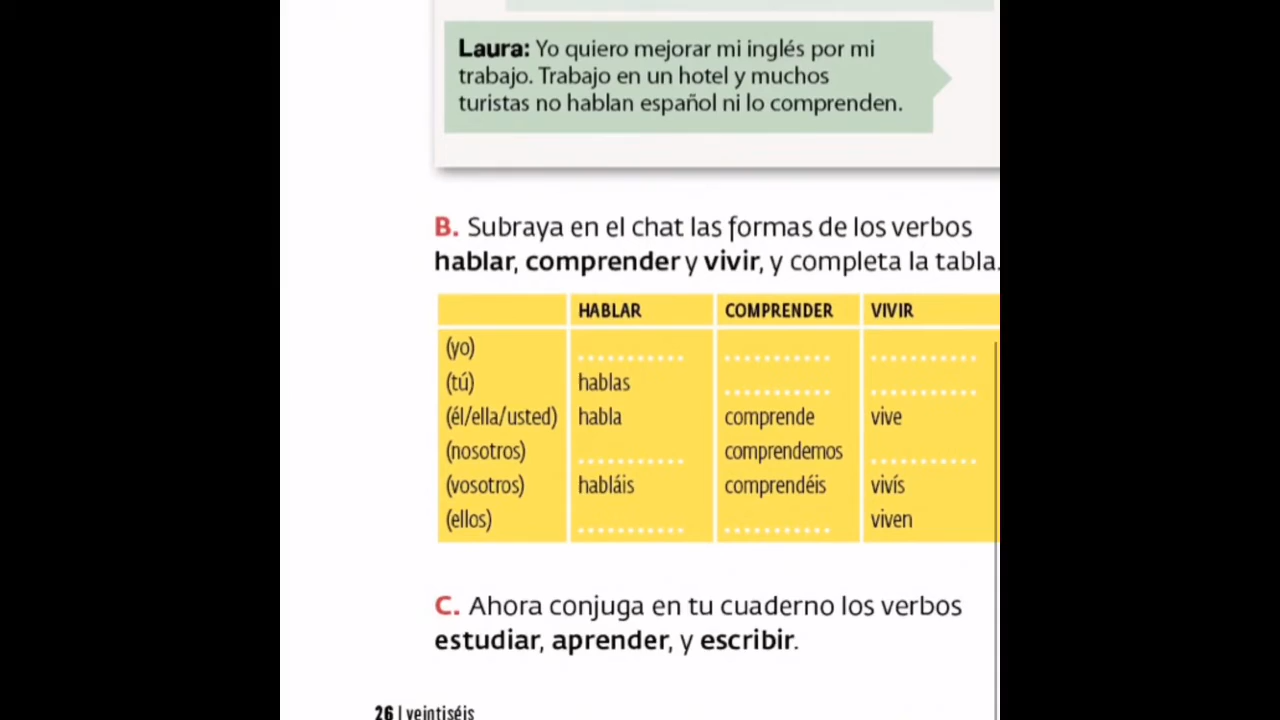 Laura: Yo quiero mejorar mi inglés por mi
trabajo. Trabajo en un hotel y muchos
turistas no hablan español ni lo comprenden.
B. Subraya en el chat las formas de los verbos
hablar, comprender y vivir, y completa la tabla.
HABLAR COMPRENDER VIVIR
(yo) ........... ........... ...........
(tú) hablas ........... ...........
(él/ella/usted) habla comprende vive
(nosotros) ........... comprendemos ...........
(vosotros) habláis comprendéis vivís
(ellos) ........... ........... viven
C. Ahora conjuga en tu cuaderno los verbos
estudiar, aprender, y escribir.
26 | veintiséis